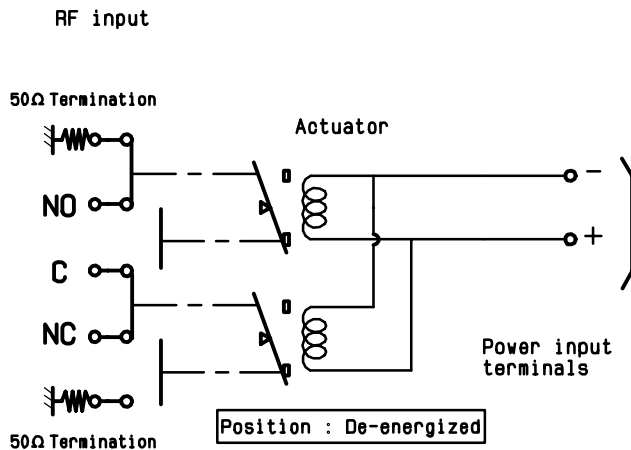 RF input
50Ω Termination
Actuator
−
NO
+
C
NC
Power input
terminals
Position : De-energized
50Ω Termination